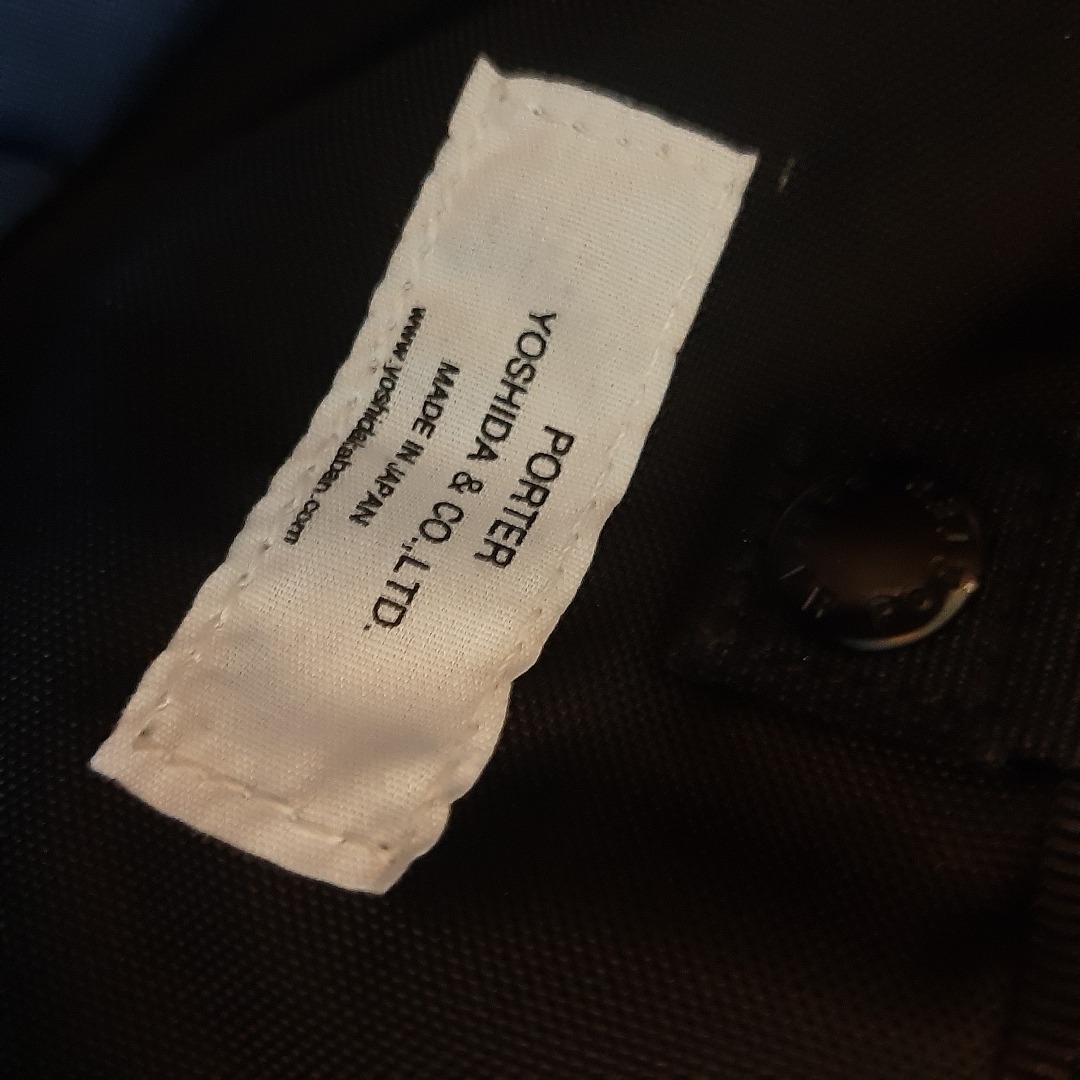 PORTER
YOSHIDA & CO.,LTD.
MADE IN JAPAN
www.yoshidakaban.com